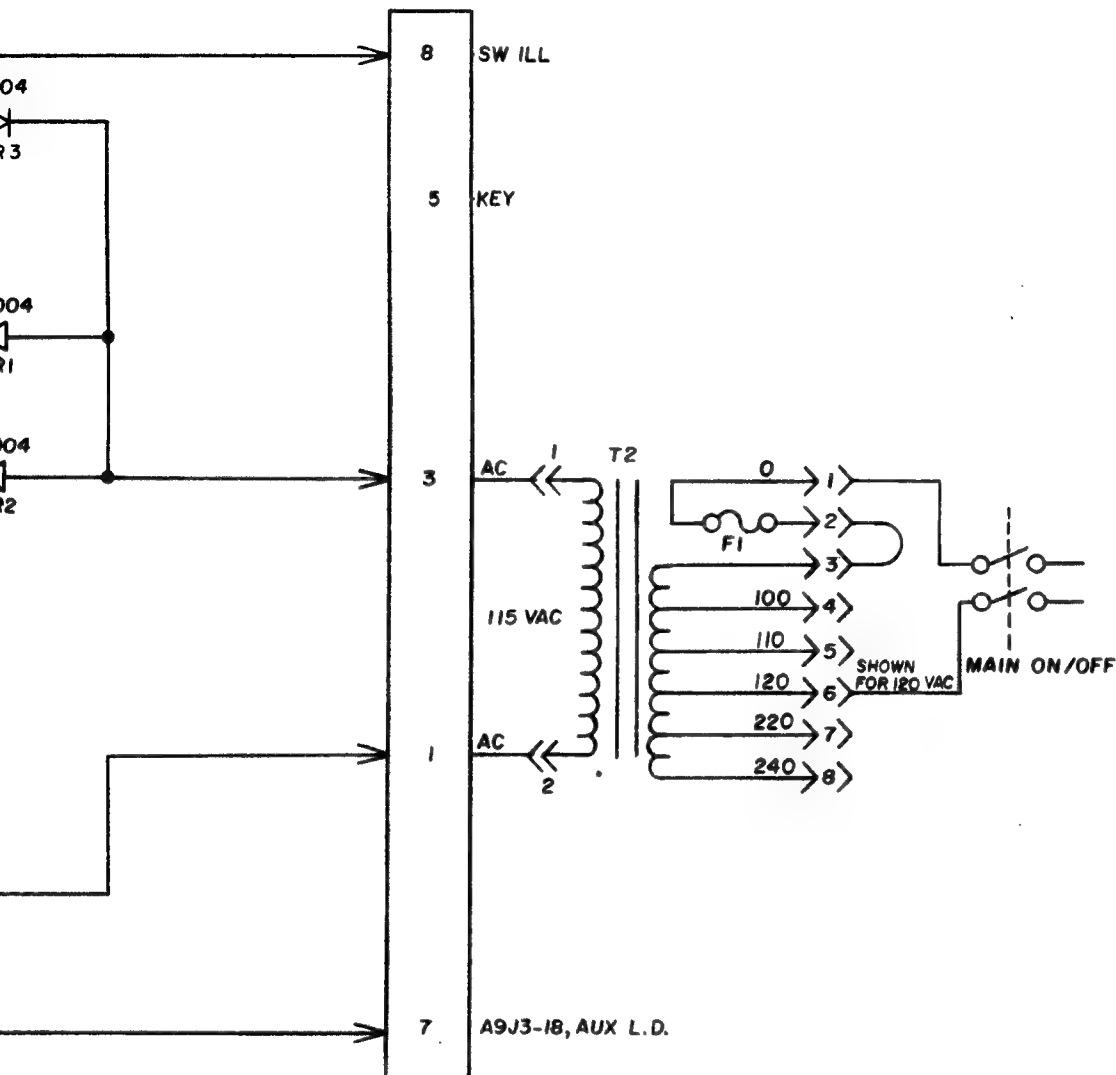 8 SW ILL
04
R3
5 KEY
004
R1
004
R2
3 AC 1 T2
0 1
2
F1
3
100 4
115 VAC
110 5
SHOWN
FOR 120 VAC
120 6
MAIN ON/OFF
220 7
1 AC
2
240 8
7 A9J3-18, AUX L.D.